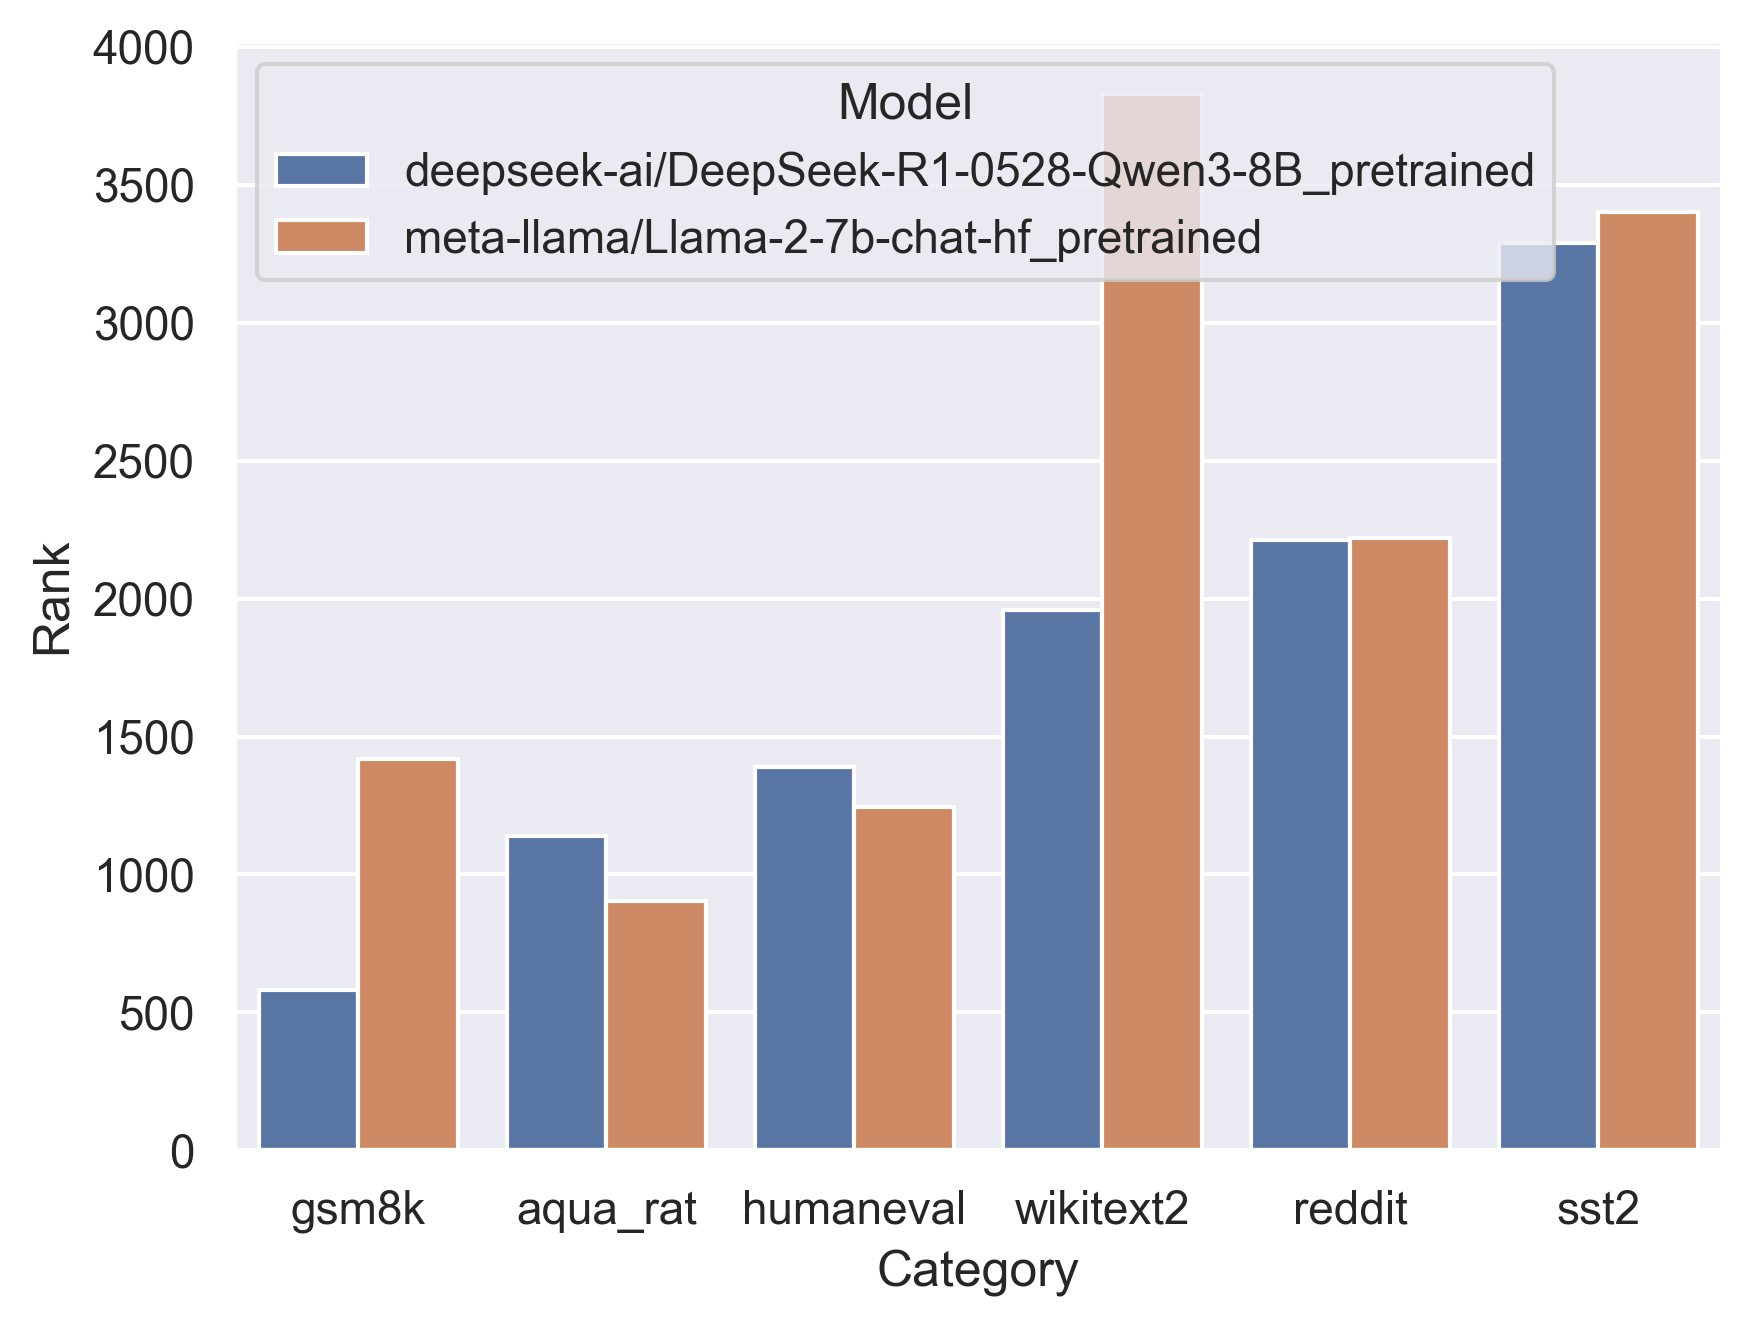 4000
3500
3000
2500
2000
1500
1000
500
0
Rank
Model
deepseek-ai/DeepSeek-R1-0528-Qwen3-8B_pretrained
meta-llama/Llama-2-7b-chat-hf_pretrained
gsm8k aqua_rat humaneval wikitext2 reddit sst2
Category